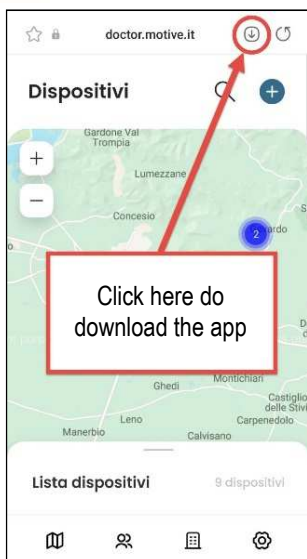 doctor.motive.it
Dispositivi
Gardone Val
Trompia
Lumezzane
Concesio
2
Click here do
download the app
Ghedi
Montichiari
Castiglio
delle Stivi
Carpenedolo
Leno
Manerbio
Calvisano
Lista dispositivi
9 dispositivi